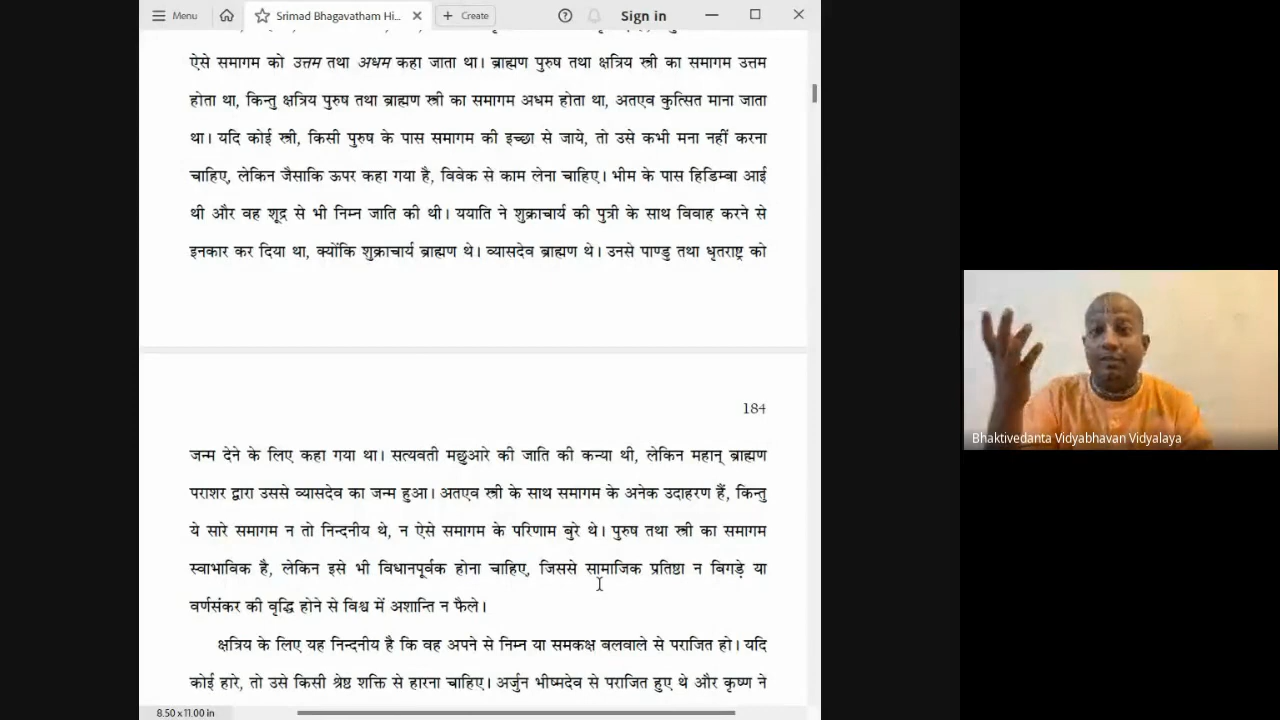 Menu
Srimad Bhagavatham Hi...
Create
Sign in
ऐसे समागम को उत्तम तथा अधम कहा जाता था। ब्राह्मण पुरुष तथा क्षत्रिय स्त्री का समागम उत्तम
होता था, किन्तु क्षत्रिय पुरुष तथा ब्राह्मण स्त्री का समागम अधम होता था, अतएव कुत्सित माना जाता
था। यदि कोई स्त्री, किसी पुरुष के पास समागम की इच्छा से जाये, तो उसे कभी मना नहीं करना
चाहिए, लेकिन जैसाकि ऊपर कहा गया है, विवेक से काम लेना चाहिए। भीम के पास हिडिम्बा आई
थी और वह शूद्र से भी निम्न जाति की थी। ययाति ने शुक्राचार्य की पुत्री के साथ विवाह करने से
इनकार कर दिया था, क्योंकि शुक्राचार्य ब्राह्मण थे। व्यासदेव ब्राह्मण थे। उनसे पाण्डु तथा धृतराष्ट्र को
184
जन्म देने के लिए कहा गया था। सत्यवती मछुआरे की जाति की कन्या थी, लेकिन महान् ब्राह्मण
पराशर द्वारा उससे व्यासदेव का जन्म हुआ। अतएव स्त्री के साथ समागम के अनेक उदाहरण हैं, किन्तु
ये सारे समागम न तो निन्दनीय थे, न ऐसे समागम के परिणाम बुरे थे। पुरुष तथा स्त्री का समागम
स्वाभाविक है, लेकिन इसे भी विधानपूर्वक होना चाहिए, जिससे सामाजिक प्रतिष्ठा न बिगड़े या
वर्णसंकर की वृद्धि होने से विश्व में अशान्ति न फैले।
क्षत्रिय के लिए यह निन्दनीय है कि वह अपने से निम्न या समकक्ष बलवाले से पराजित हो। यदि
कोई हारे, तो उसे किसी श्रेष्ठ शक्ति से हारना चाहिए। अर्जुन भीष्मदेव से पराजित हुए थे और कृष्ण ने
8.50 x 11.00 in
Bhaktivedanta Vidyabhavan Vidyalaya